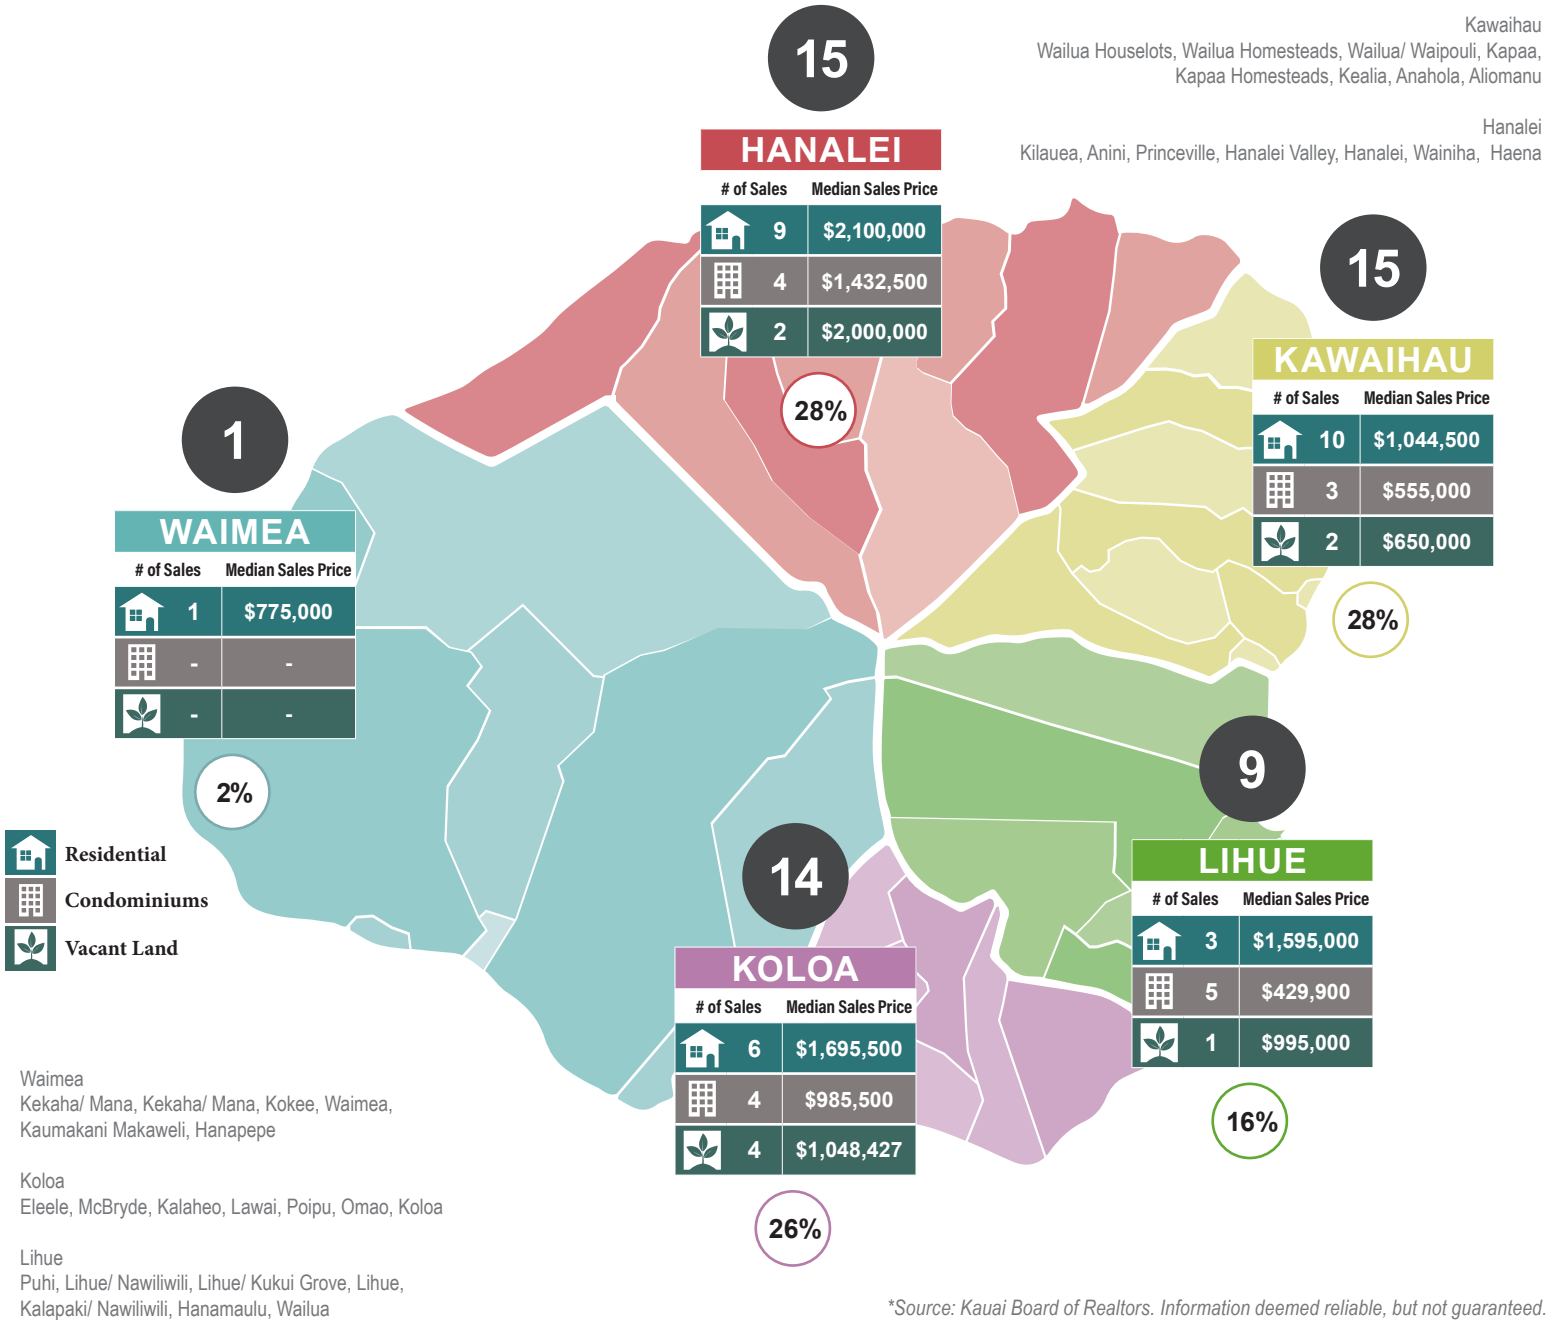 Kawaihau
Wailua Houselots, Wailua Homesteads, Wailua/ Waipouli, Kapaa,
Kapaa Homesteads, Kealia, Anahola, Aliomanu
Hanalei
Kilauea, Anini, Princeville, Hanalei Valley, Hanalei, Wainiha, Haena
15
HANALEI
# of Sales Median Sales Price
9 $2,100,000
4 $1,432,500
2 $2,000,000
28%
15
KAWAIHAU
# of Sales Median Sales Price
10 $1,044,500
3 $555,000
2 $650,000
28%
1
WAIMEA
# of Sales Median Sales Price
1 $775,000
- -
- -
2%
Residential
Condominiums
Vacant Land
9
LIHUE
# of Sales Median Sales Price
3 $1,595,000
5 $429,900
1 $995,000
16%
14
KOLOA
# of Sales Median Sales Price
6 $1,695,500
4 $985,500
4 $1,048,427
26%
Waimea
Kekaha/ Mana, Kekaha/ Mana, Kokee, Waimea,
Kaumakani Makaweli, Hanapepe
Koloa
Eleele, McBryde, Kalaheo, Lawai, Poipu, Omao, Koloa
Lihue
Puhi, Lihue/ Nawiliwili, Lihue/ Kukui Grove, Lihue,
Kalapaki/ Nawiliwili, Hanamaulu, Wailua
*Source: Kauai Board of Realtors. Information deemed reliable, but not guaranteed.